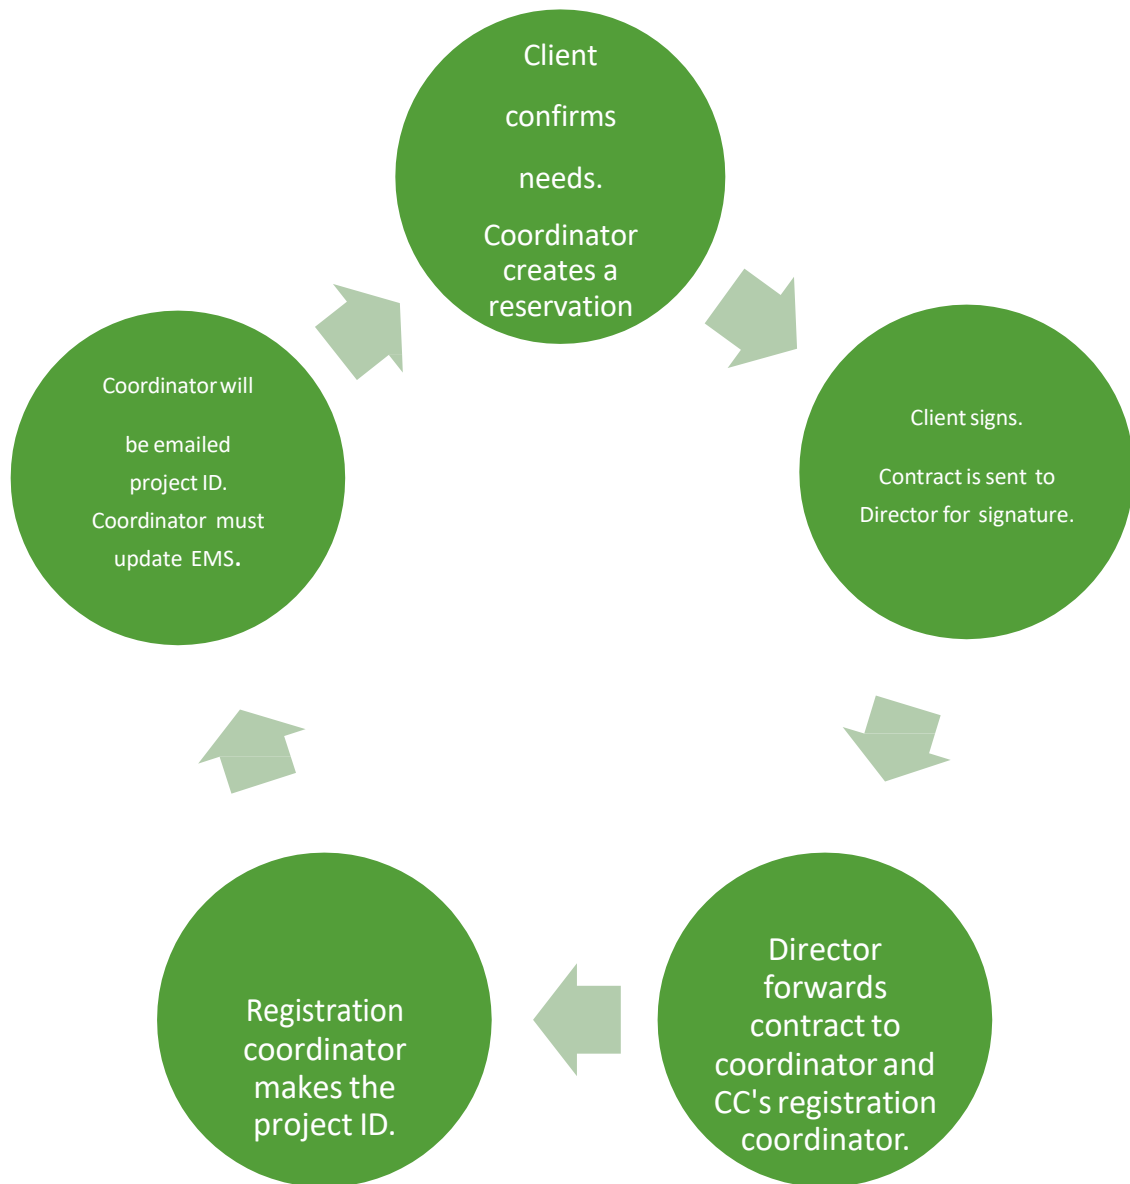 Client
confirms
needs.
Coordinator
creates a
reservation
Client signs.
Contract is sent to
Director for signature.
Director
forwards
contract to
coordinator and
CC's registration
coordinator.
Registration
coordinator
makes the
project ID.
Coordinator will
be emailed
project ID.
Coordinator must
update EMS.